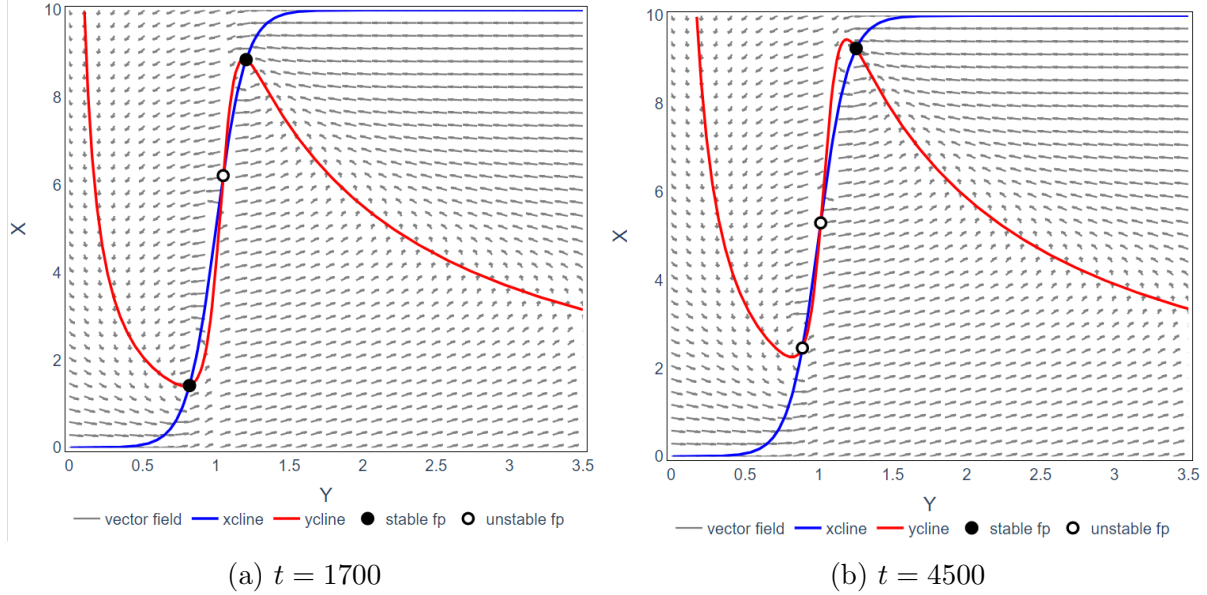 10
8
6
4
2
0
X
0 0.5 1 1.5 2 2.5 3 3.5
Y
vector field xcline ycline stable fp unstable fp
(a) t = 1700
10
8
6
4
2
0
X
0 0.5 1 1.5 2 2.5 3 3.5
Y
vector field xcline ycline stable fp unstable fp
(b) t = 4500